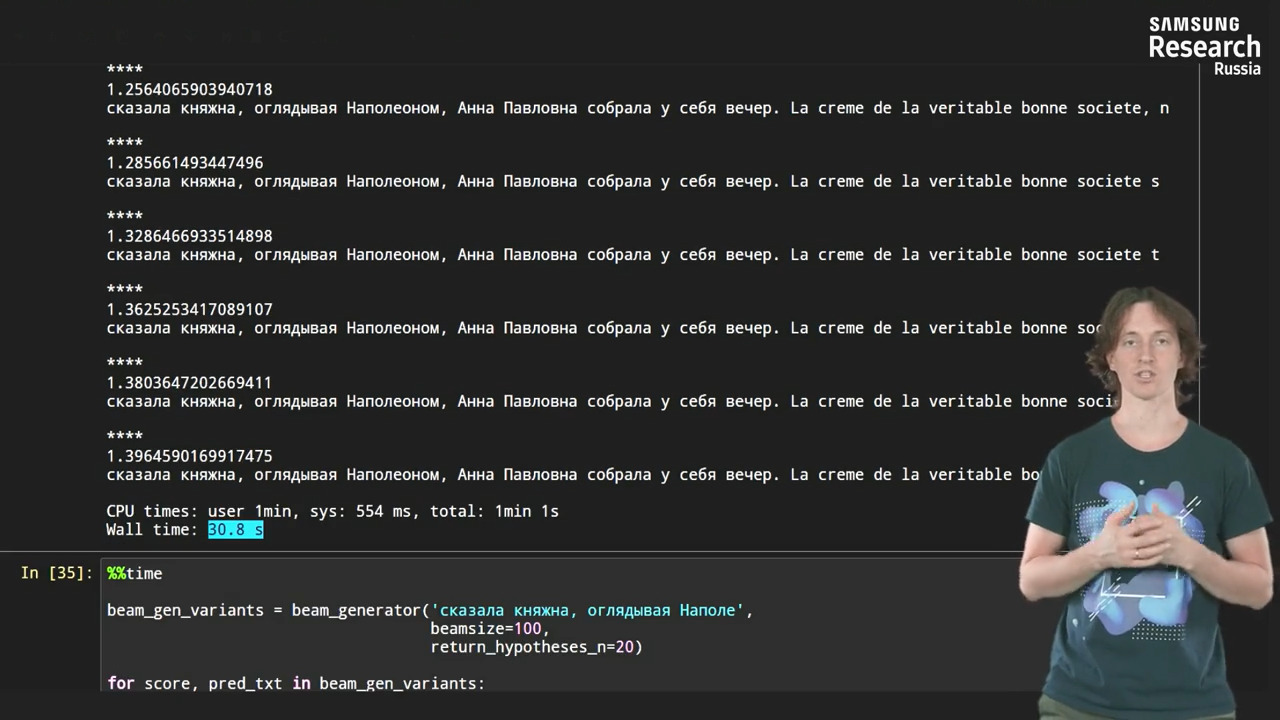 SAMSUNG
Research
Russia
****
1.2564065903940718
сказала княжна, оглядывая Наполеоном, Анна Павловна собрала у себя вечер. La creme de la veritable bonne societe, n
****
1.285661493447496
сказала княжна, оглядывая Наполеоном, Анна Павловна собрала у себя вечер. La creme de la veritable bonne societe s
****
1.3286466933514898
сказала княжна, оглядывая Наполеоном, Анна Павловна собрала у себя вечер. La creme de la veritable bonne societe t
****
1.3625253417089107
сказала княжна, оглядывая Наполеоном, Анна Павловна собрала у себя вечер. La creme de la veritable bonne soc
****
1.3803647202669411
сказала княжна, оглядывая Наполеоном, Анна Павловна собрала у себя вечер. La creme de la veritable bonne soci
****
1.3964590169917475
сказала княжна, оглядывая Наполеоном, Анна Павловна собрала у себя вечер. La creme de la veritable bo
CPU times: user 1min, sys: 554 ms, total: 1min 1s
Wall time: 30.8 s
In [35]: %%time
beam_gen_variants = beam_generator('сказала княжна, оглядывая Наполе',
beamsize=100,
return_hypotheses_n=20)
for score, pred_txt in beam_gen_variants: